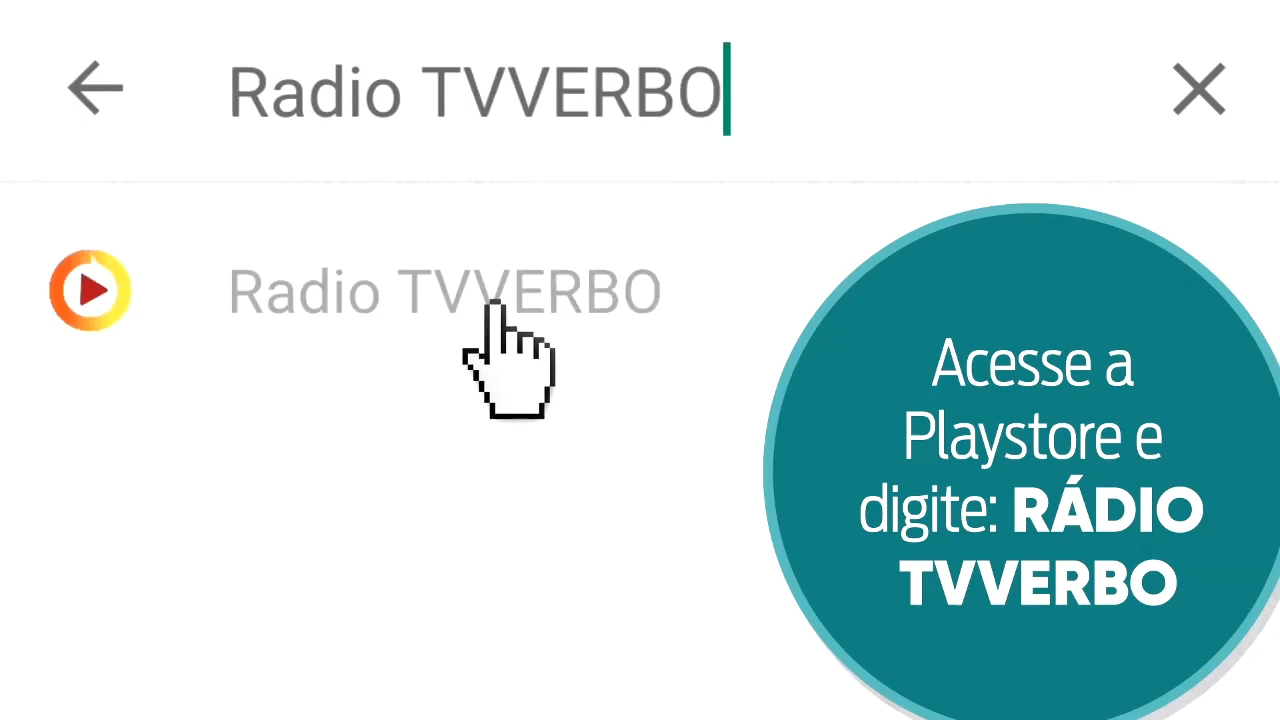 Radio TVVERBO
Radio TVVERBO
Acesse a
Playstore e
digite: RÁDIO
TVVERBO